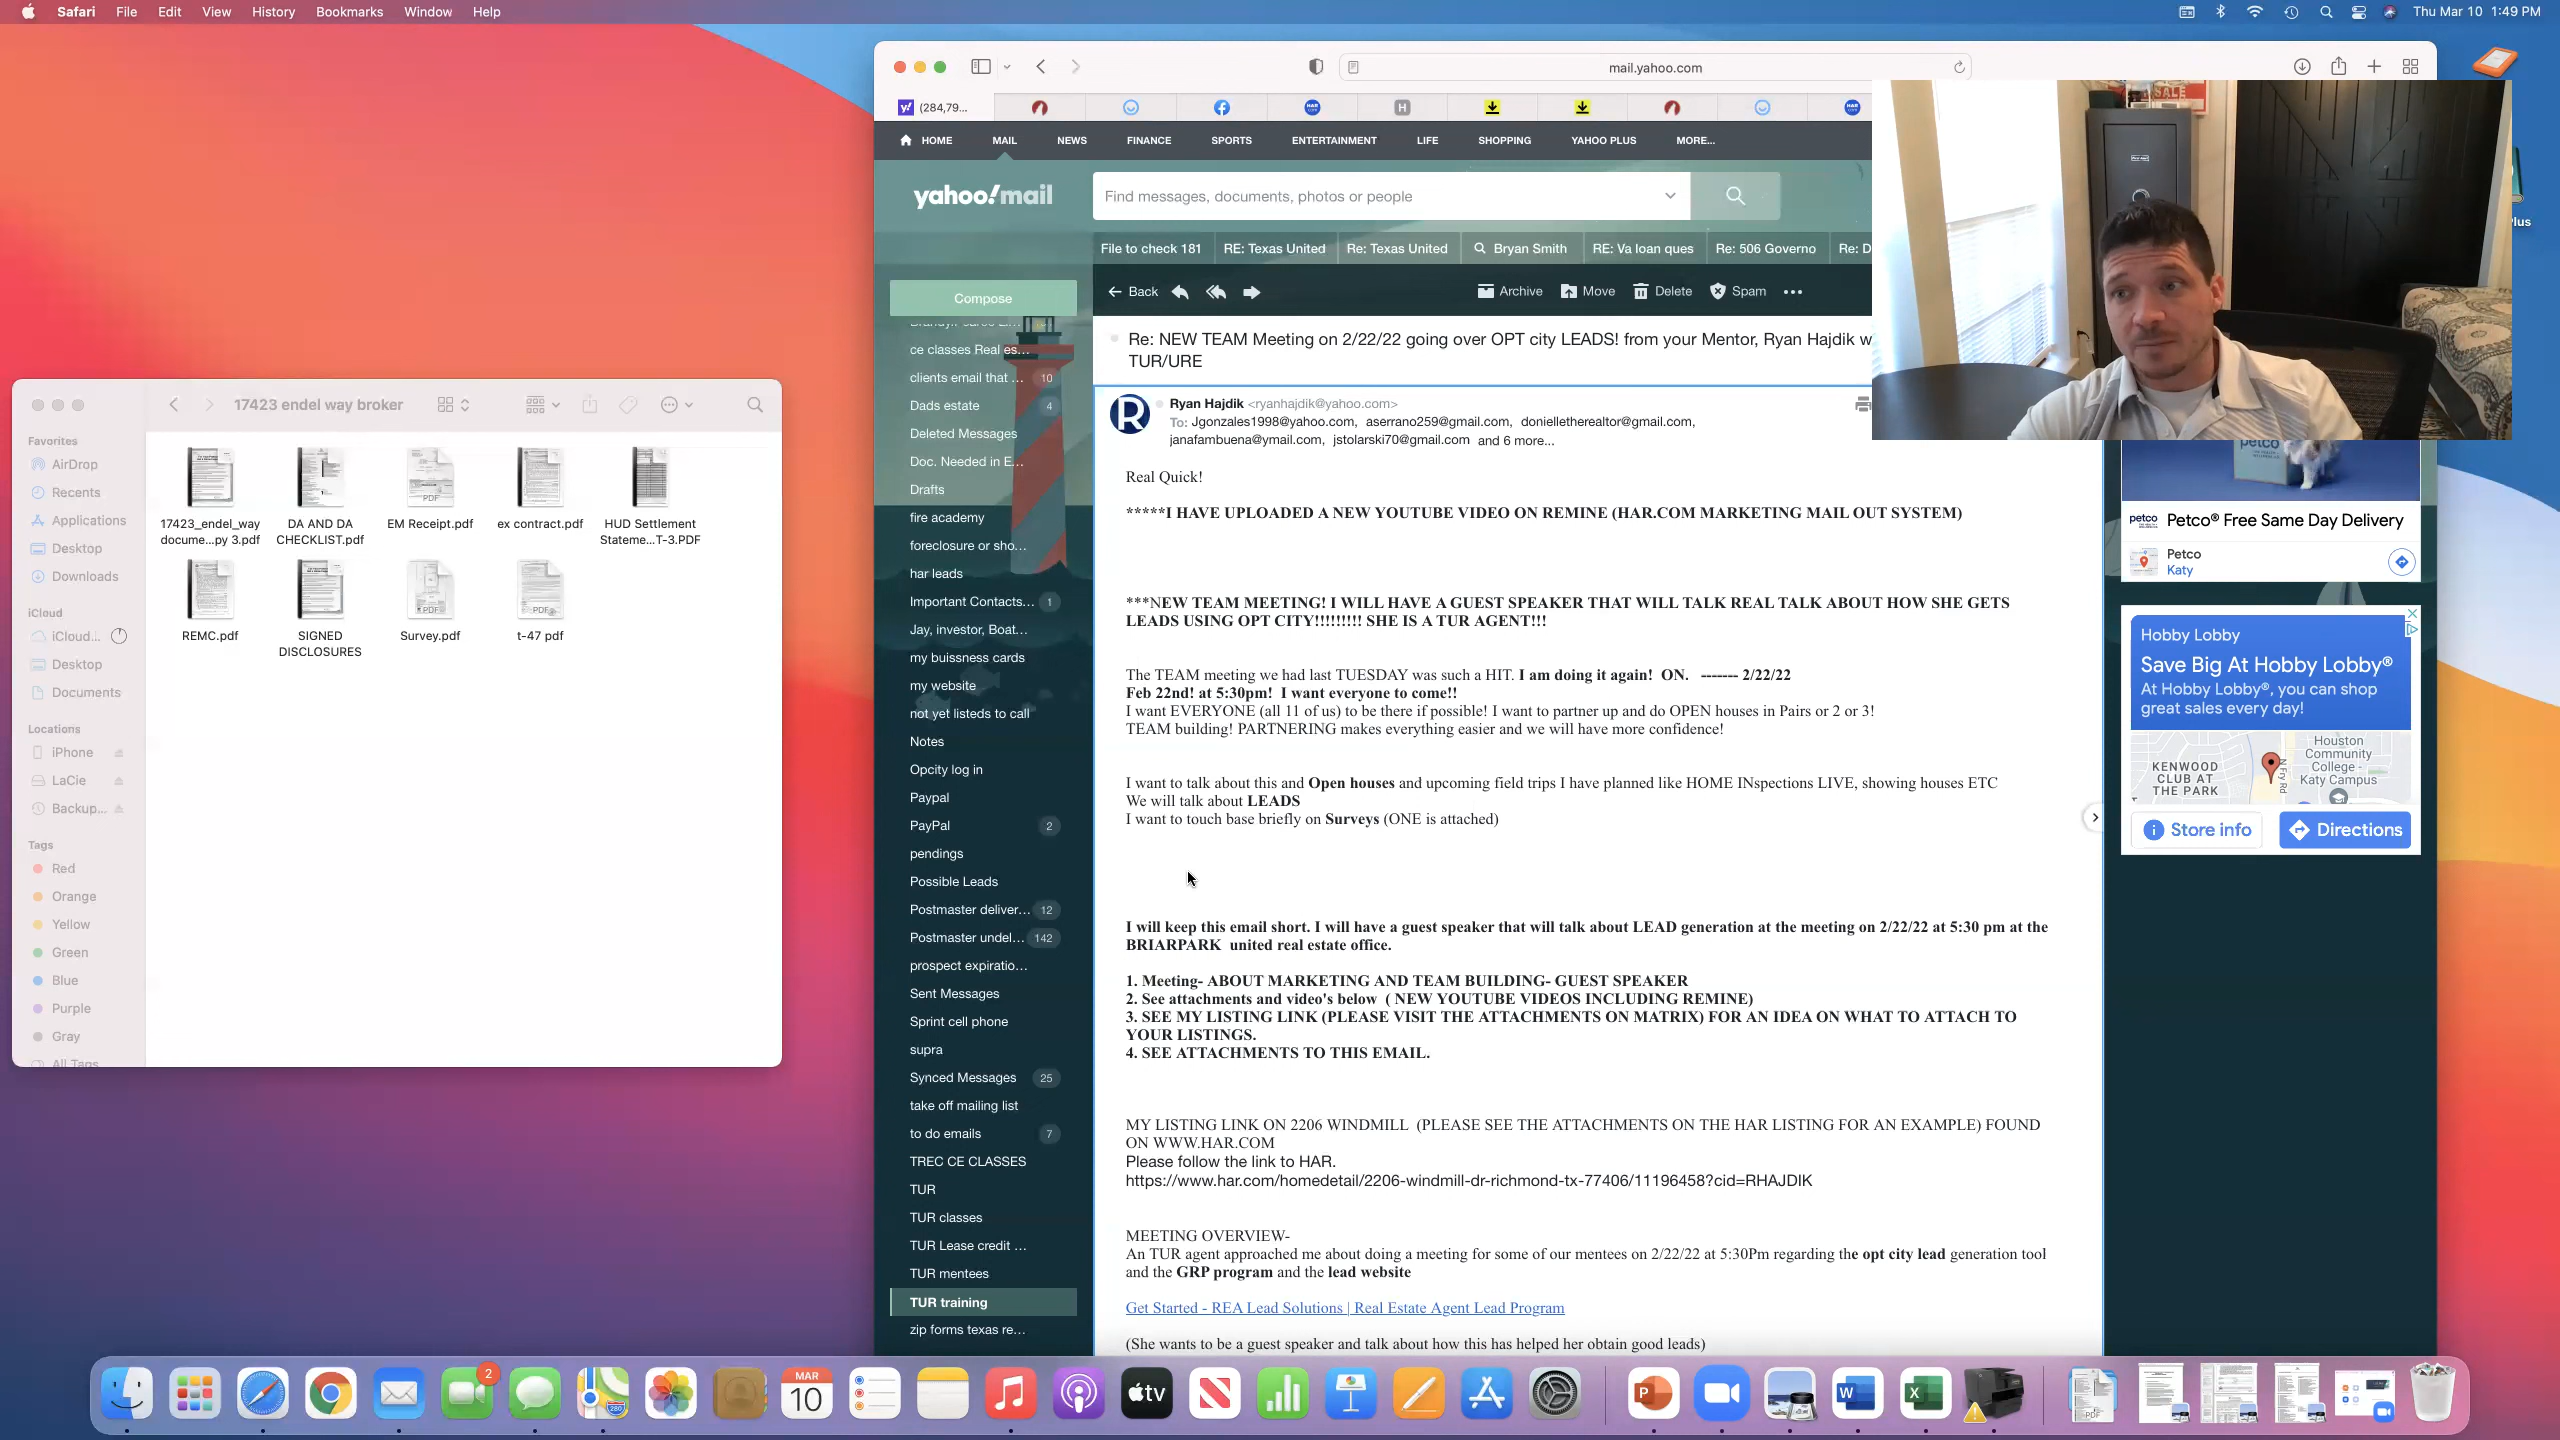 Safari File Edit View History Bookmarks Window Help
Thu Mar 10 1:49 PM
mail.yahoo.com
(284,79...
HOME MAIL NEWS FINANCE SPORTS ENTERTAINMENT LIFE SHOPPING YAHOO PLUS MORE...
yahoo!mail
Find messages, documents, photos or people
File to check 181 RE: Texas United Re: Texas United Bryan Smith RE: Va loan ques Re: 506 Governo Re: D
Compose
Back
Archive Move Delete Spam
ce classes Real es...
clients email that ... 10
Dads estate 4
Deleted Messages
Doc. Needed in E...
Drafts
fire academy
foreclosure or sho...
har leads
Important Contacts... 1
Jay, investor, Boat...
my buissness cards
my website
not yet listeds to call
Notes
Opcity log in
Paypal
PayPal 2
pendings
Possible Leads
Postmaster deliver... 12
Postmaster undel... 142
prospect expiratio...
Sent Messages
Sprint cell phone
supra
Synced Messages 25
take off mailing list
to do emails 7
TREC CE CLASSES
TUR
TUR classes
TUR Lease credit ...
TUR mentees
TUR training
zip forms texas re...
Re: NEW TEAM Meeting on 2/22/22 going over OPT city LEADS! from your Mentor, Ryan Hajdik w
TUR/URE
R
Ryan Hajdik <ryanhajdik@yahoo.com>
To: Jgonzales1998@yahoo.com, aserrano259@gmail.com, donielletherealtor@gmail.com,
janafambuena@ymail.com, jstolarski70@gmail.com and 6 more...
Real Quick!
*****I HAVE UPLOADED A NEW YOUTUBE VIDEO ON REMINE (HAR.COM MARKETING MAIL OUT SYSTEM)
***NEW TEAM MEETING! I WILL HAVE A GUEST SPEAKER THAT WILL TALK REAL TALK ABOUT HOW SHE GETS
LEADS USING OPT CITY!!!!!!!!! SHE IS A TUR AGENT!!!
The TEAM meeting we had last TUESDAY was such a HIT. I am doing it again! ON. ------- 2/22/22
Feb 22nd! at 5:30pm! I want everyone to come!!
I want EVERYONE (all 11 of us) to be there if possible! I want to partner up and do OPEN houses in Pairs or 2 or 3!
TEAM building! PARTNERING makes everything easier and we will have more confidence!
I want to talk about this and Open houses and upcoming field trips I have planned like HOME INspections LIVE, showing houses ETC
We will talk about LEADS
I want to touch base briefly on Surveys (ONE is attached)
I will keep this email short. I will have a guest speaker that will talk about LEAD generation at the meeting on 2/22/22 at 5:30 pm at the
BRIARPARK united real estate office.
1. Meeting- ABOUT MARKETING AND TEAM BUILDING- GUEST SPEAKER
2. See attachments and video's below ( NEW YOUTUBE VIDEOS INCLUDING REMINE)
3. SEE MY LISTING LINK (PLEASE VISIT THE ATTACHMENTS ON MATRIX) FOR AN IDEA ON WHAT TO ATTACH TO
YOUR LISTINGS.
4. SEE ATTACHMENTS TO THIS EMAIL.
MY LISTING LINK ON 2206 WINDMILL (PLEASE SEE THE ATTACHMENTS ON THE HAR LISTING FOR AN EXAMPLE) FOUND
ON WWW.HAR.COM
Please follow the link to HAR.
https://www.har.com/homedetail/2206-windmill-dr-richmond-tx-77406/11196458?cid=RHAJDIK
MEETING OVERVIEW-
An TUR agent approached me about doing a meeting for some of our mentees on 2/22/22 at 5:30Pm regarding the opt city lead generation tool
and the GRP program and the lead website
Get Started - REA Lead Solutions | Real Estate Agent Lead Program
(She wants to be a guest speaker and talk about how this has helped her obtain good leads)
17423 endel way broker
Favorites
AirDrop
Recents
Applications
Desktop
Downloads
iCloud
iCloud...
Desktop
Documents
Locations
iPhone
LaCie
Backup...
Tags
Red
Orange
Yellow
Green
Blue
Purple
Gray
All Tags...
17423_endel_way
docume...py 3.pdf
DA AND DA
CHECKLIST.pdf
EM Receipt.pdf
ex contract.pdf
HUD Settlement
Stateme...T-3.PDF
REMC.pdf
SIGNED
DISCLOSURES
Survey.pdf
t-47 pdf
SALE
lus
petco
petco Petco® Free Same Day Delivery
Petco
Katy
Hobby Lobby
Save Big At Hobby Lobby®
At Hobby Lobby®, you can shop
great sales every day!
KENWOOD
CLUB AT
THE PARK
N Fry Rd
Houston
Community
College -
Katy Campus
Store info
Directions
2
MAR
10
tv
P
W
X
PDF